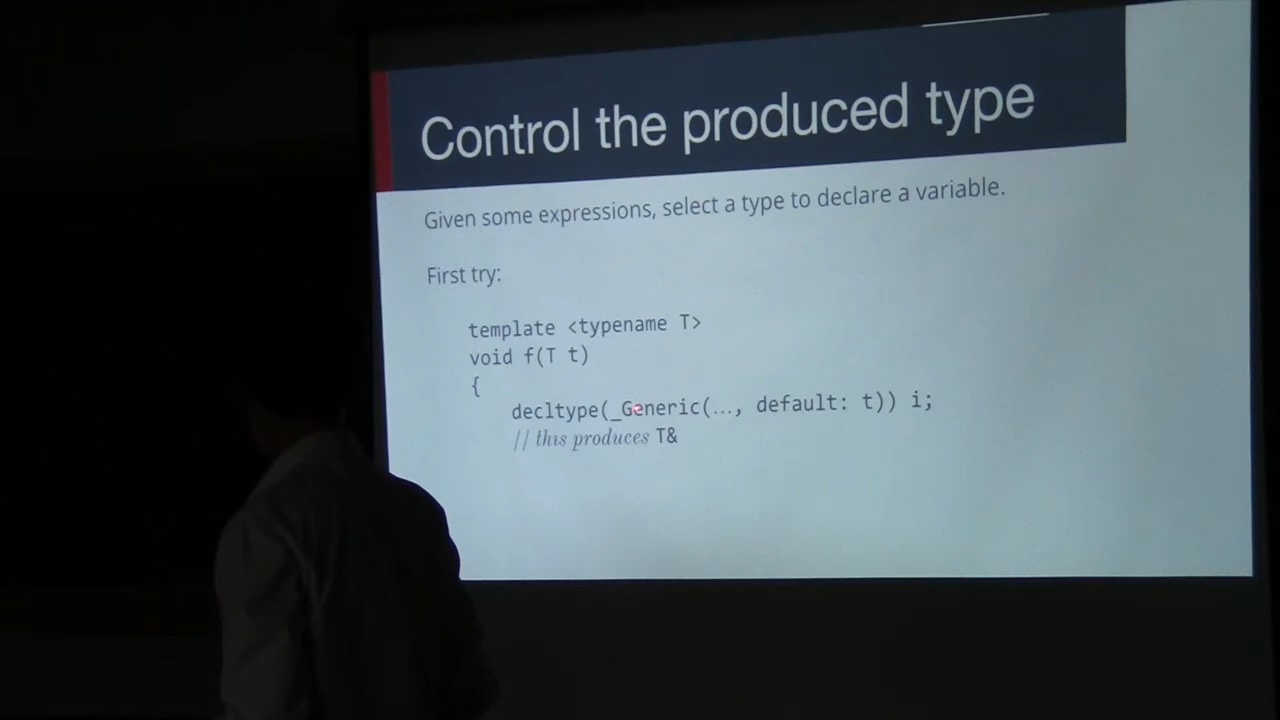 Control the produced type
Given some expressions, select a type to declare a variable.
First try:
template <typename T>
void f(T t)
{
decltype(_Generic(…, default: t)) i;
// this produces T&